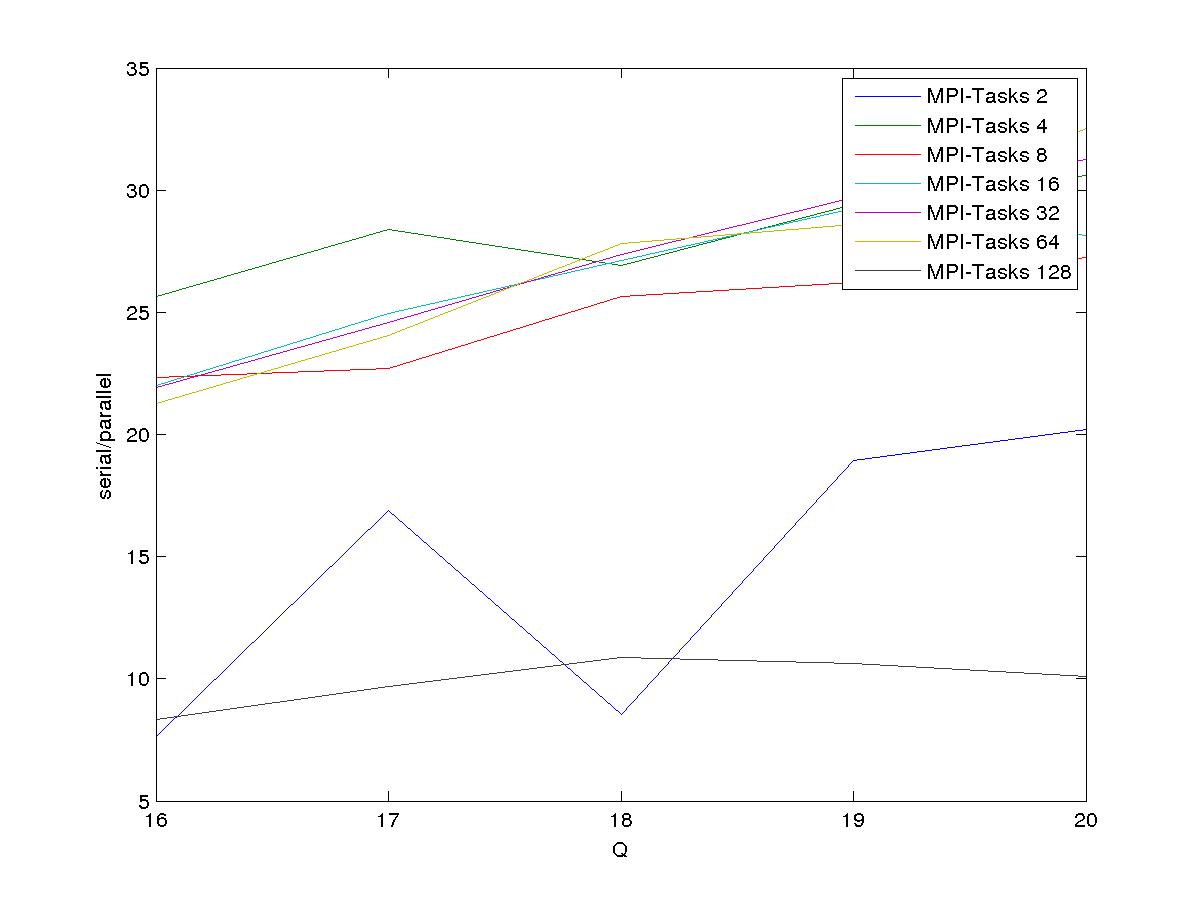 35
30
25
20
15
10
5
serial/parallel
16 17 18 19 20
Q
MPI-Tasks 2
MPI-Tasks 4
MPI-Tasks 8
MPI-Tasks 16
MPI-Tasks 32
MPI-Tasks 64
MPI-Tasks 128